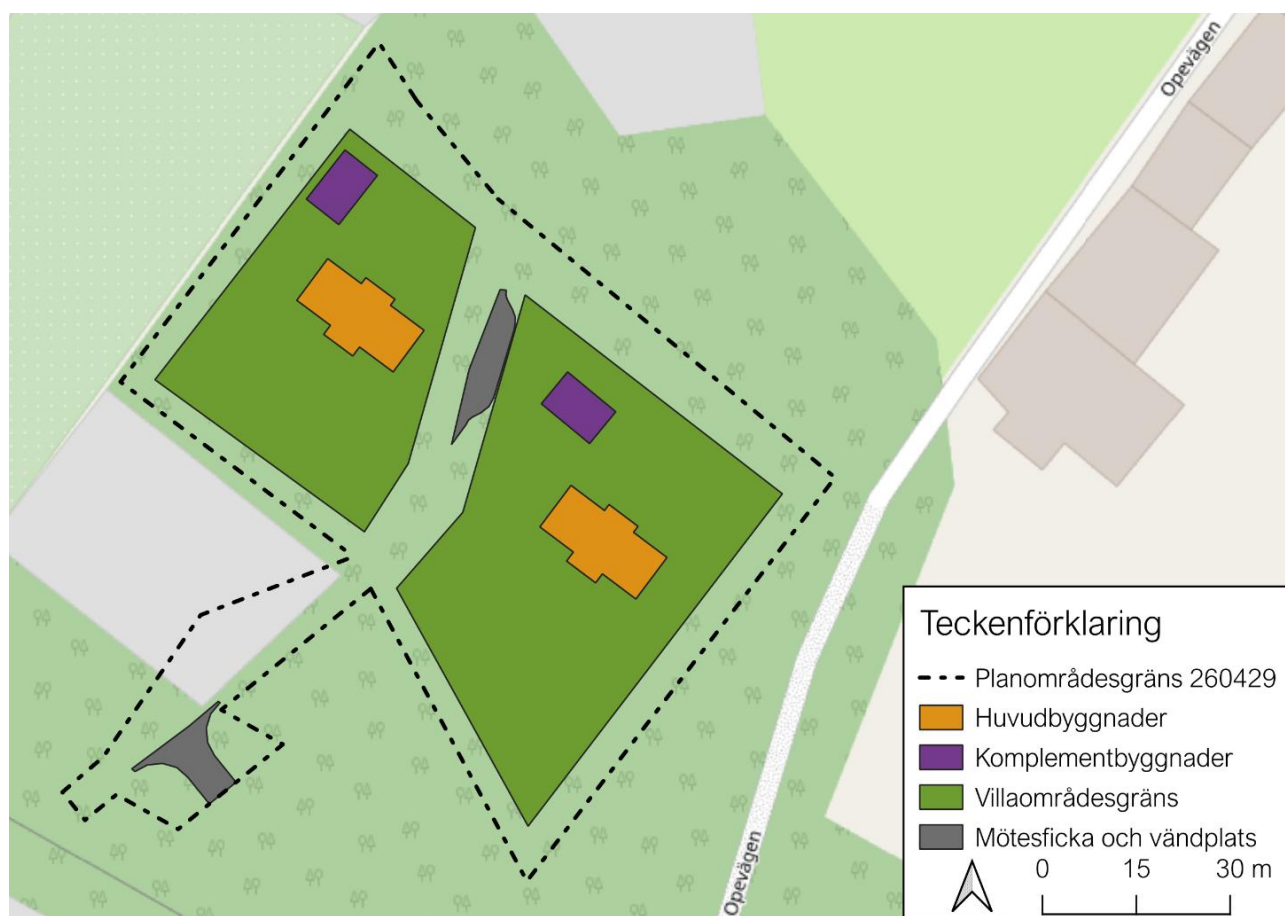 Opevägen
Teckenförklaring
Planområdesgräns 260429
Huvudbyggnader
Komplementbyggnader
Villaområdesgräns
Mötesficka och vändplats
0 15 30 m
Opevägen